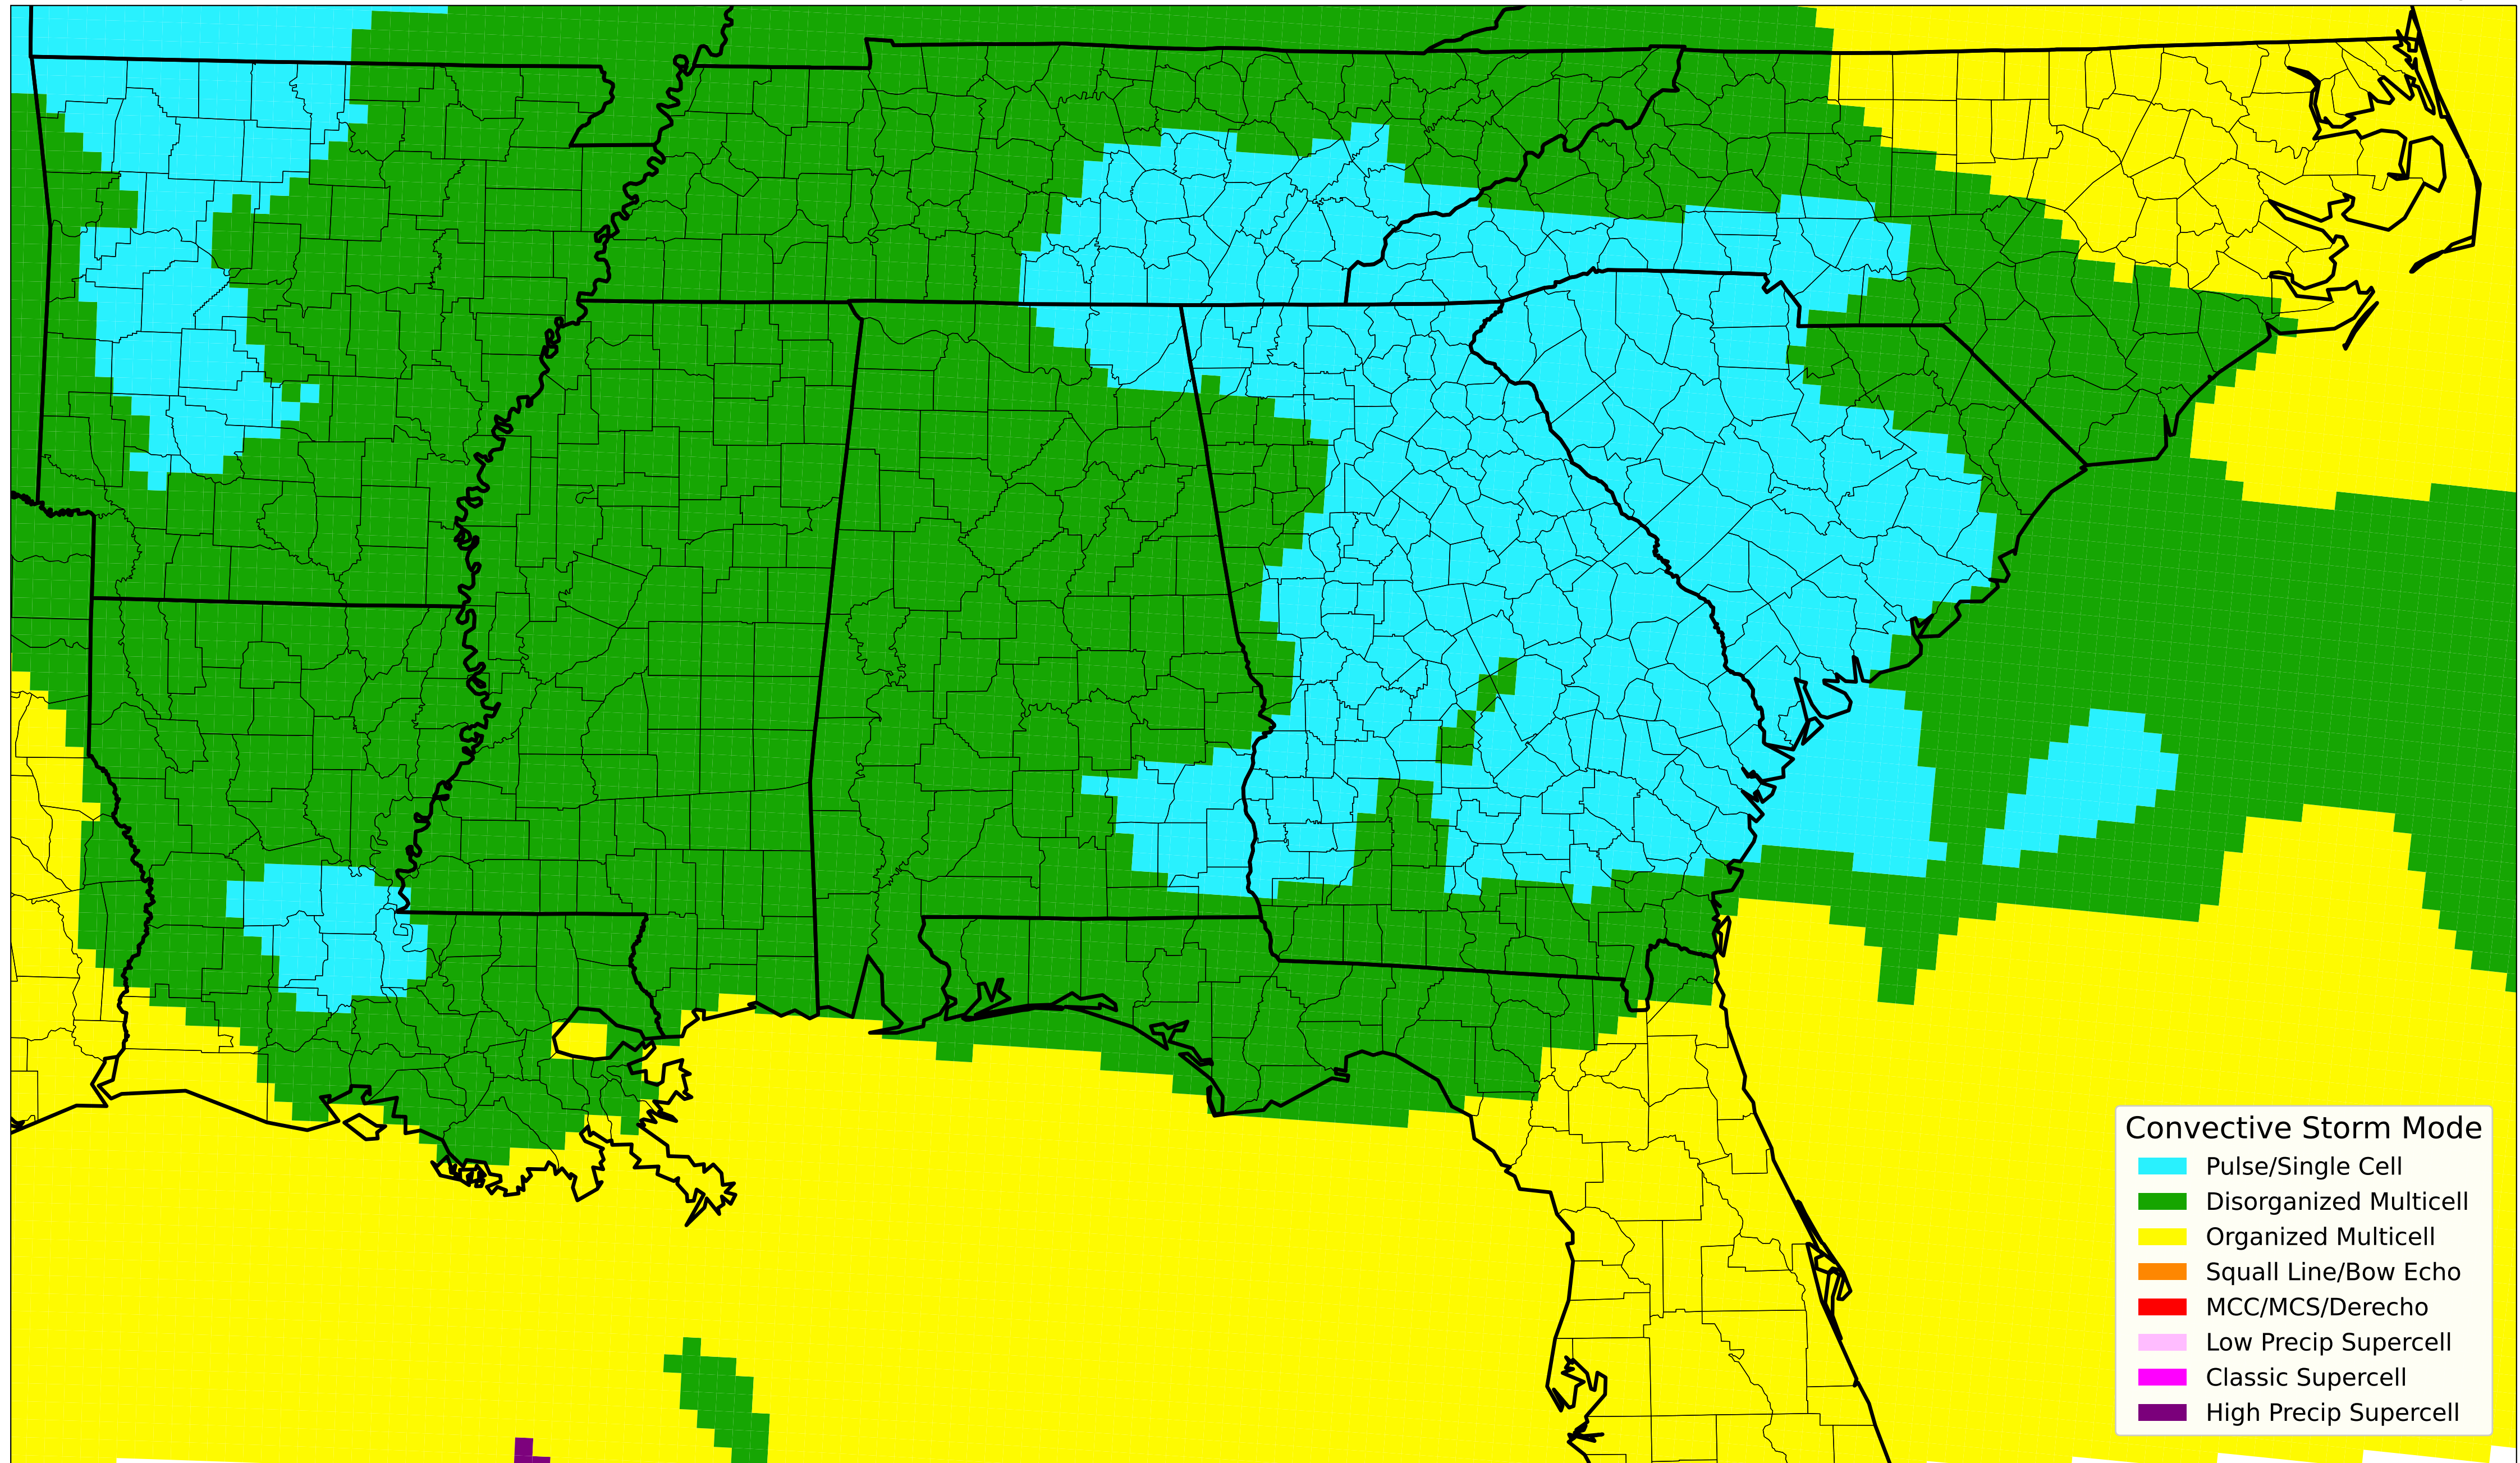 Convective Storm Mode
Pulse/Single Cell
Disorganized Multicell
Organized Multicell
Squall Line/Bow Echo
MCC/MCS/Derecho
Low Precip Supercell
Classic Supercell
High Precip Supercell